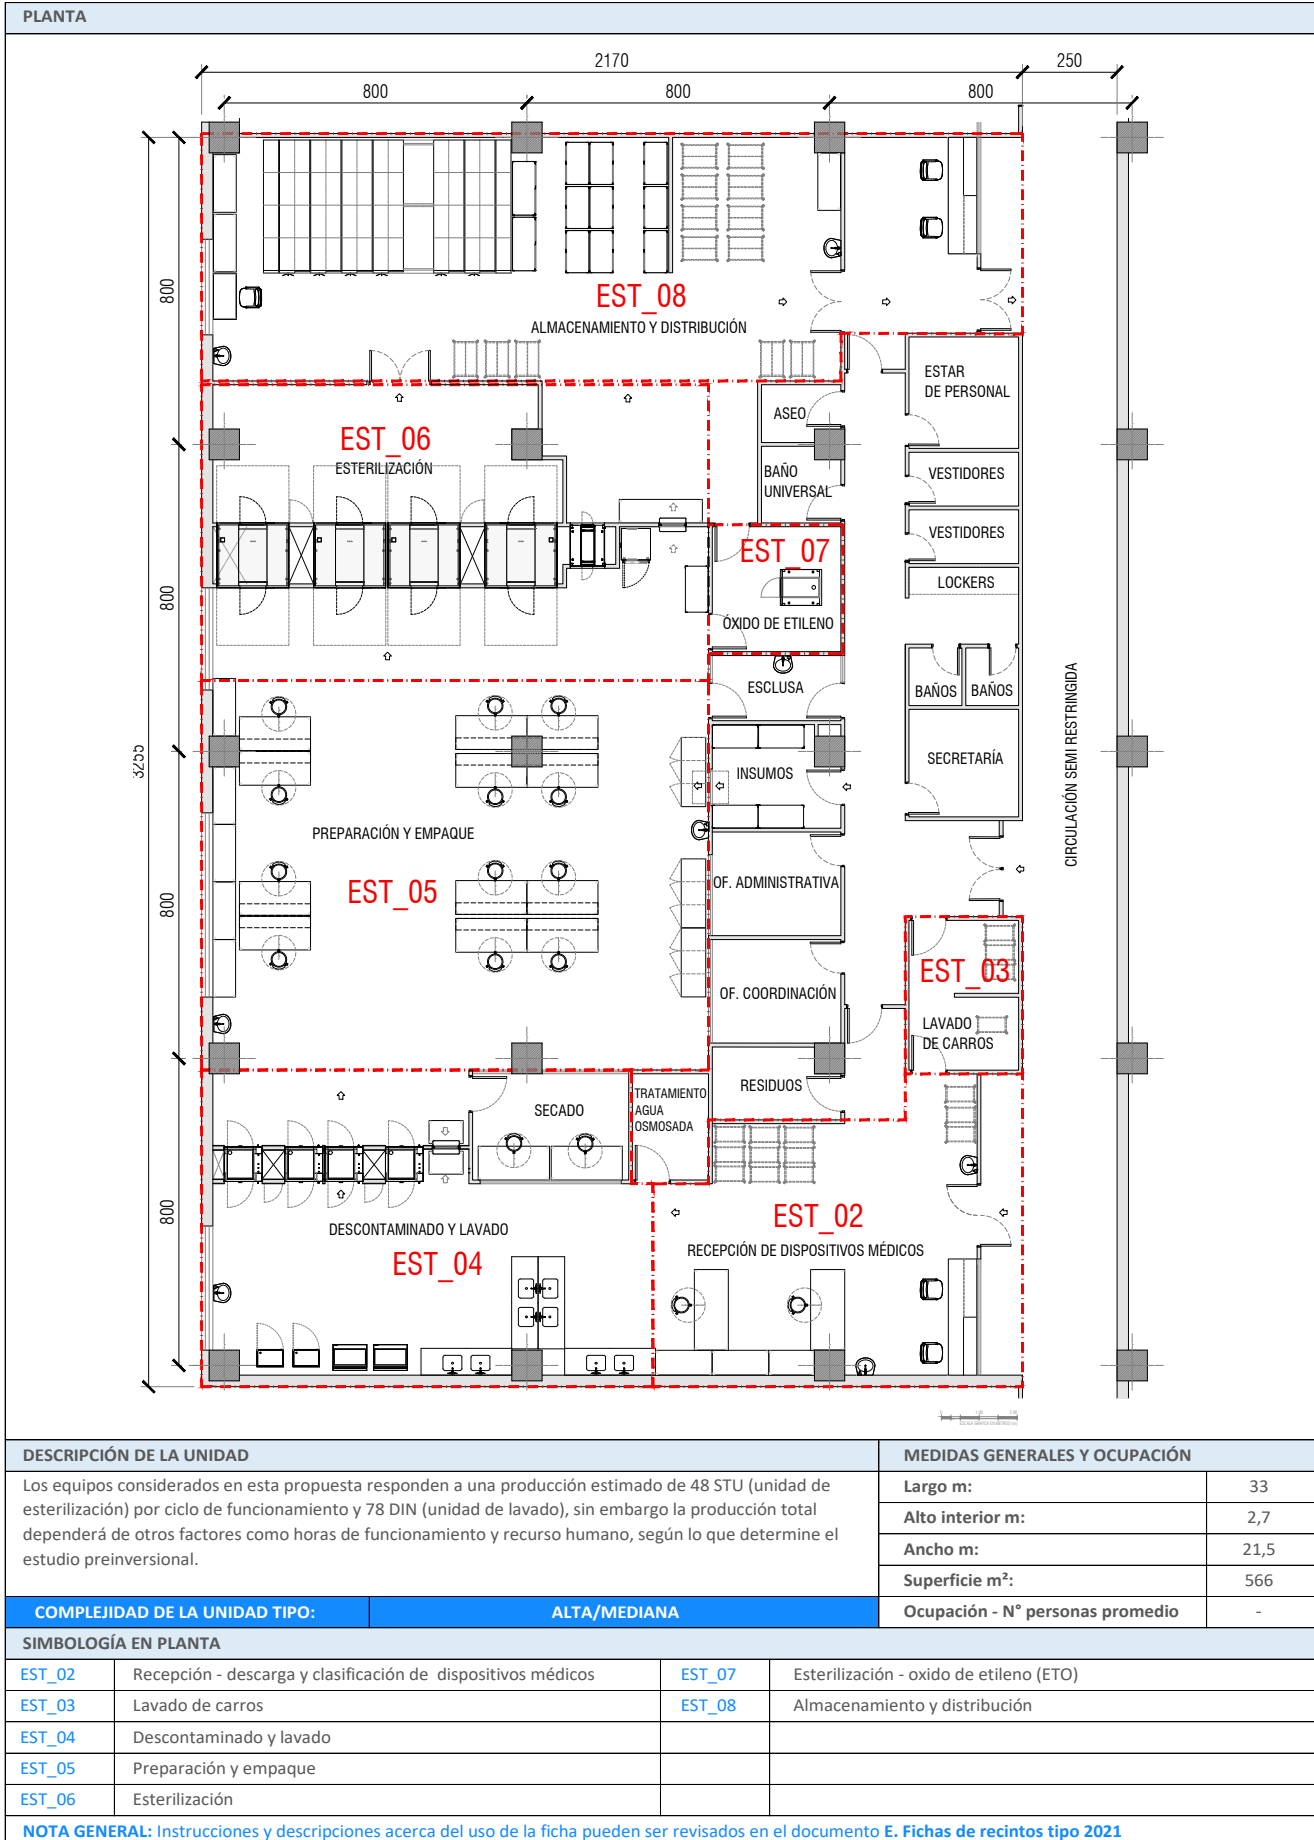 PLANTA
2170
250
800
800
800
3255
800
800
800
800
EST_08
ALMACENAMIENTO Y DISTRIBUCIÓN
ESTAR
DE PERSONAL
ASEO
EST_06
ESTERILIZACIÓN
BAÑO
UNIVERSAL
VESTIDORES
VESTIDORES
EST_07
ÓXIDO DE ETILENO
LOCKERS
ESCLUSA
BAÑOS
BAÑOS
CIRCULACIÓN SEMI RESTRINGIDA
INSUMOS
SECRETARÍA
PREPARACIÓN Y EMPAQUE
EST_05
OF. ADMINISTRATIVA
EST_03
OF. COORDINACIÓN
LAVADO
DE CARROS
RESIDUOS
TRATAMIENTO
AGUA
OSMOSADA
SECADO
EST_02
RECEPCIÓN DE DISPOSITIVOS MÉDICOS
DESCONTAMINADO Y LAVADO
EST_04
DESCRIPCIÓN DE LA UNIDAD
Los equipos considerados en esta propuesta responden a una producción estimado de 48 STU (unidad de
esterilización) por ciclo de funcionamiento y 78 DIN (unidad de lavado), sin embargo la producción total
dependerá de otros factores como horas de funcionamiento y recurso humano, según lo que determine el
estudio preinversional.
MEDIDAS GENERALES Y OCUPACIÓN
Largo m: 33
Alto interior m: 2,7
Ancho m: 21,5
Superficie m²: 566
COMPLEJIDAD DE LA UNIDAD TIPO: ALTA/MEDIANA
Ocupación - N° personas promedio -
SIMBOLOGÍA EN PLANTA
EST_02 Recepción - descarga y clasificación de dispositivos médicos EST_07 Esterilización - oxido de etileno (ETO)
EST_03 Lavado de carros EST_08 Almacenamiento y distribución
EST_04 Descontaminado y lavado
EST_05 Preparación y empaque
EST_06 Esterilización
NOTA GENERAL: Instrucciones y descripciones acerca del uso de la ficha pueden ser revisados en el documento E. Fichas de recintos tipo 2021